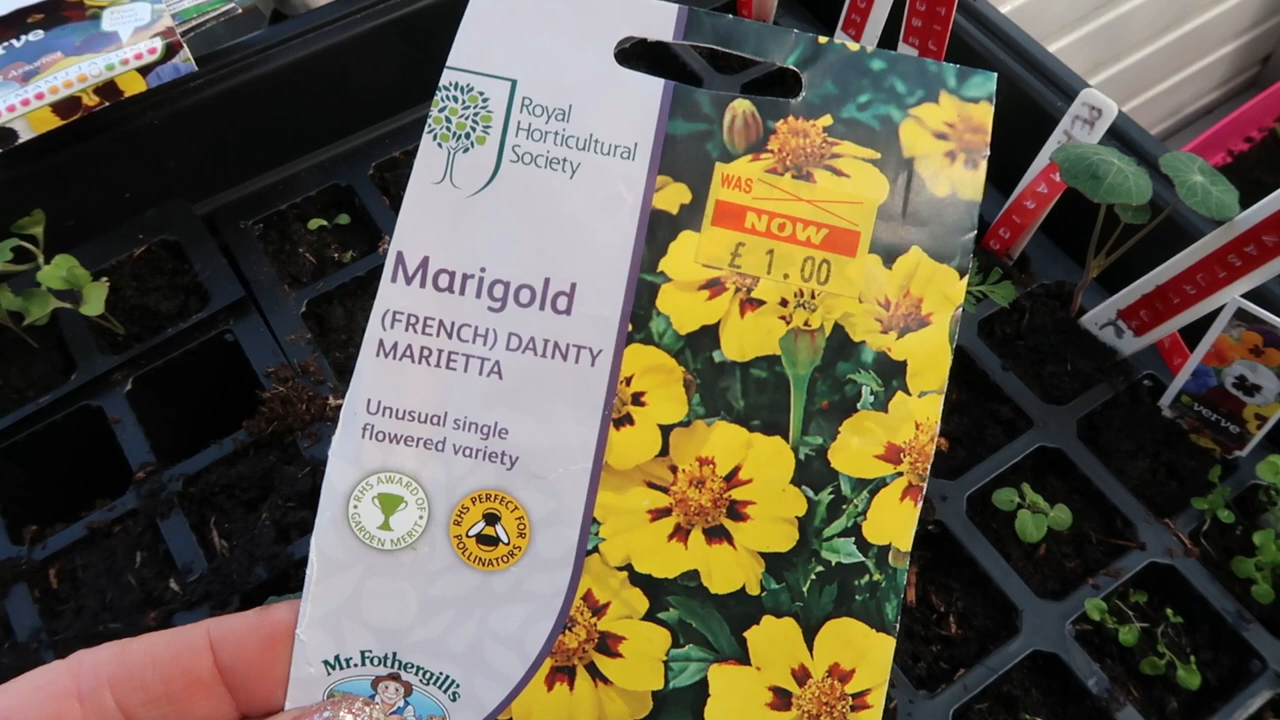 Royal
Horticultural
Society
Marigold
(FRENCH) DAINTY
MARIETTA
Unusual single
flowered variety
RHS AWARD OF
GARDEN MERIT
RHS PERFECT FOR
POLLINATORS
Mr. Fothergill's
WAS
NOW
£ 1.00
MARIGO
verve